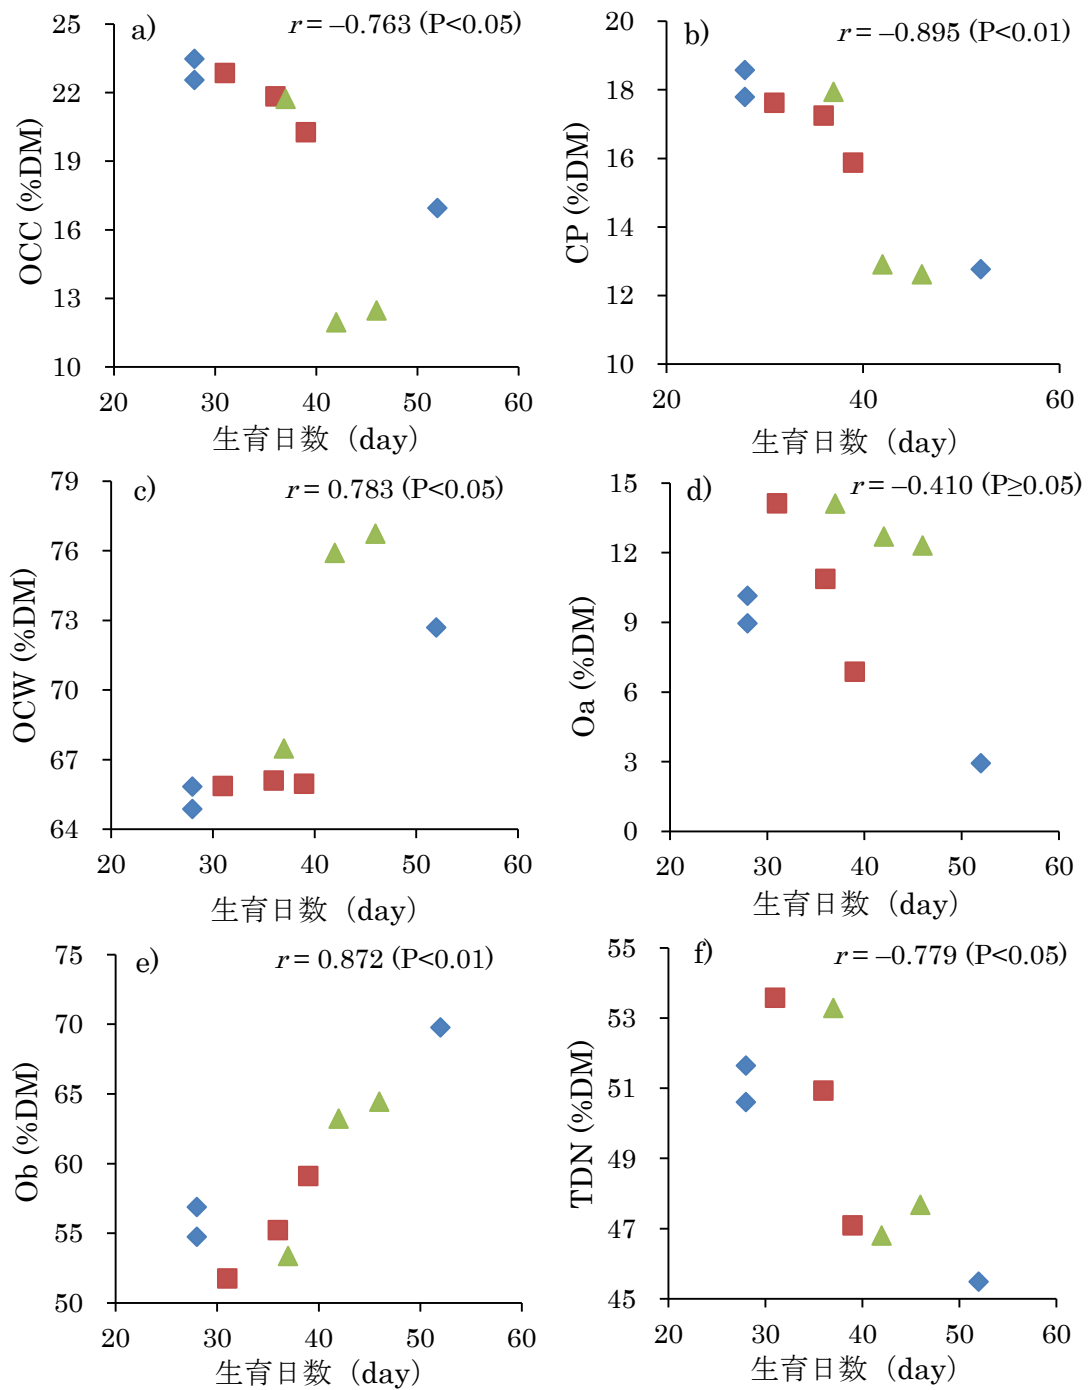 a)
r = –0.763 (P<0.05)
OCC (%DM)
25
22
19
16
13
10
20 30 40 50 60
生育日数（day）
b)
r = –0.895 (P<0.01)
CP (%DM)
20
18
16
14
12
10
20 40 60
生育日数（day）
c)
r = 0.783 (P<0.05)
OCW (%DM)
79
76
73
70
67
64
20 30 40 50 60
生育日数（day）
d)
r = –0.410 (P≥0.05)
Oa (%DM)
15
12
9
6
3
0
20 30 40 50 60
生育日数（day）
e)
r = 0.872 (P<0.01)
Ob (%DM)
75
70
65
60
55
50
20 30 40 50 60
生育日数（day）
f)
r = –0.779 (P<0.05)
TDN (%DM)
55
53
51
49
47
45
20 30 40 50 60
生育日数（day）